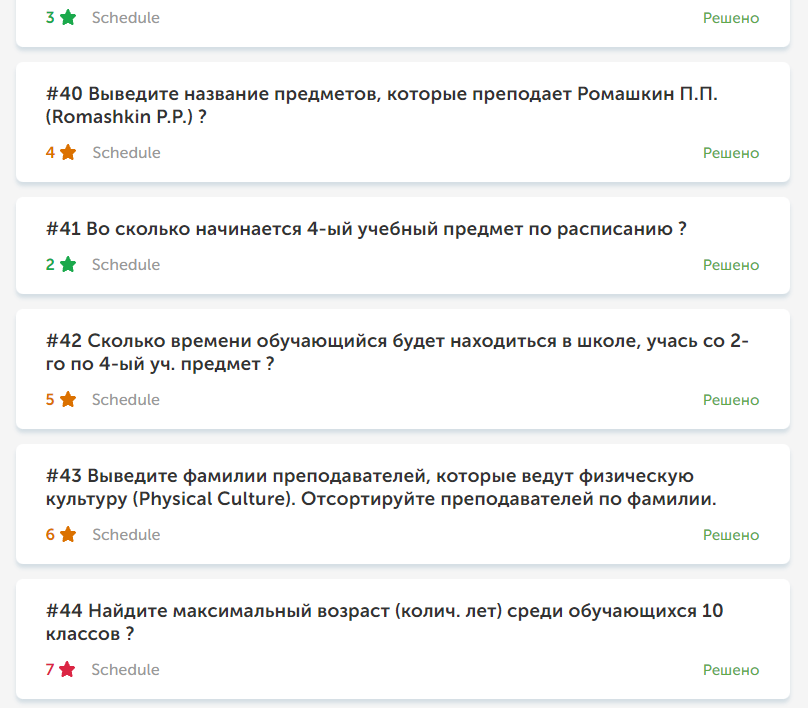 3 Schedule Решено
#40 Выведите название предметов, которые преподает Ромашкин П.П.
(Romashkin P.P.) ?
4 Schedule Решено
#41 Во сколько начинается 4-ый учебный предмет по расписанию ?
2 Schedule Решено
#42 Сколько времени обучающийся будет находиться в школе, учась со 2-
го по 4-ый уч. предмет ?
5 Schedule Решено
#43 Выведите фамилии преподавателей, которые ведут физическую
культуру (Physical Culture). Отсортируйте преподавателей по фамилии.
6 Schedule Решено
#44 Найдите максимальный возраст (колич. лет) среди обучающихся 10
классов ?
7 Schedule Решено